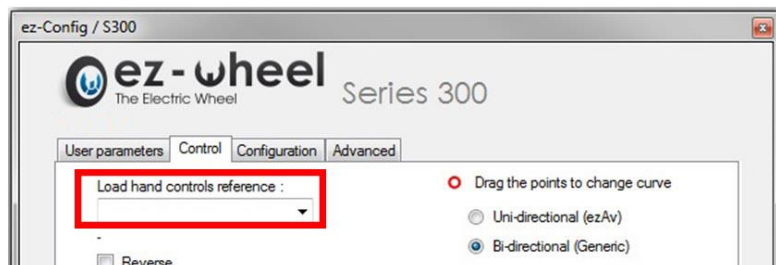 ez-Config / S300
ez-wheel
The Electric Wheel
Series 300
User parameters Control Configuration Advanced
Load hand controls reference :
Drag the points to change curve
Uni-directional (ezAv)
-
Bi-directional (Generic)
Reverse